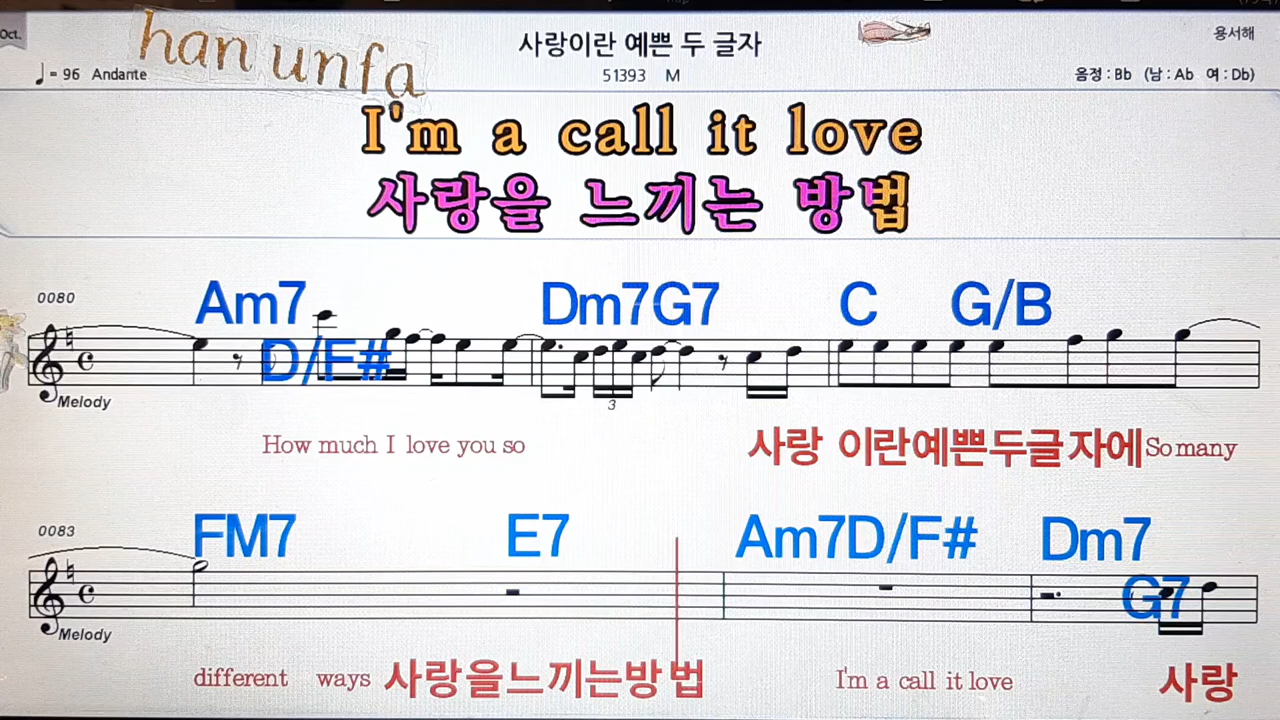 Oct.
han unfa
사랑이란 예쁜 두 글자
용서해
♩= 96 Andante
51393 M
음정 : Bb (남 : Ab 여 : Db)
I'm a call it love
사랑을 느끼는 방법
0080
Am7 D/F# Dm7 G7 C G/B
3
Melody
How much I love you so 사랑 이란예쁜두글자에 So many
0083
FM7 E7 Am7 D/F# Dm7 G7
Melody
different ways 사랑을느끼는방법 I'm a call it love 사랑